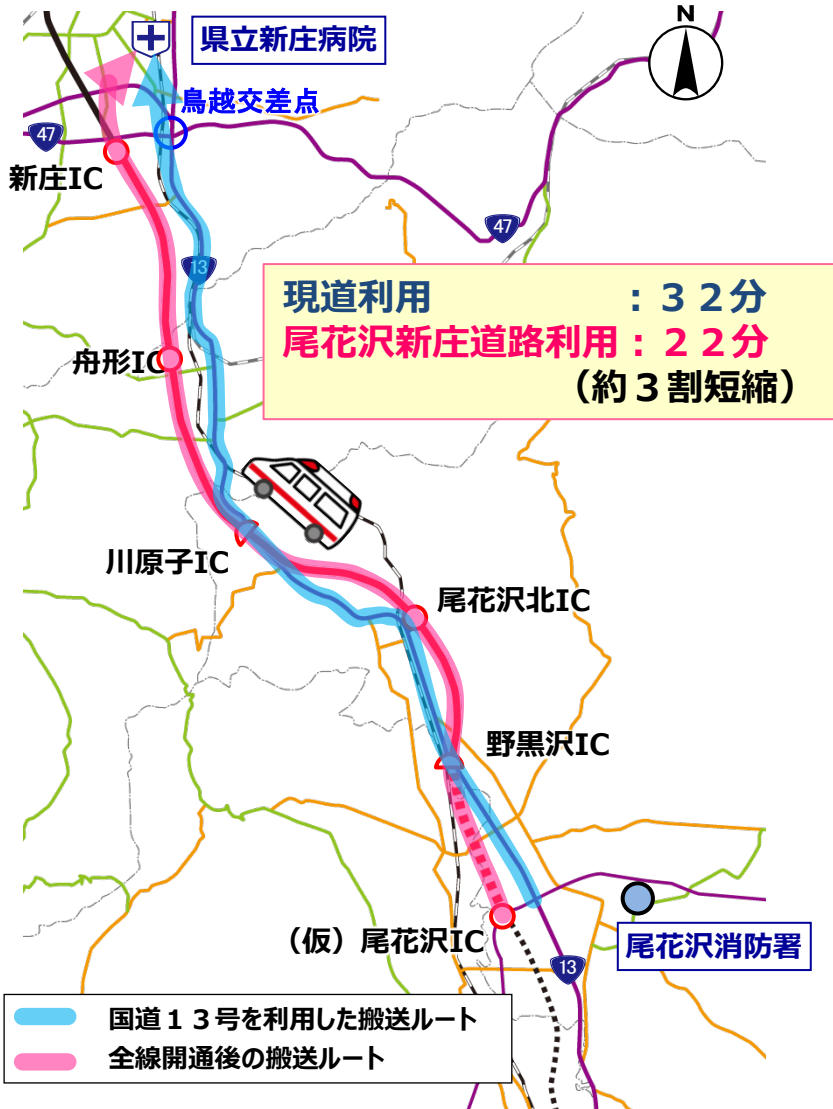 N
県立新庄病院
鳥越交差点
47
新庄IC
47
13
現道利用　　　　　：３２分
尾花沢新庄道路利用：２２分
（約３割短縮）
舟形IC
川原子IC
尾花沢北IC
野黒沢IC
（仮）尾花沢IC
尾花沢消防署
13
国道１３号を利用した搬送ルート
全線開通後の搬送ルート